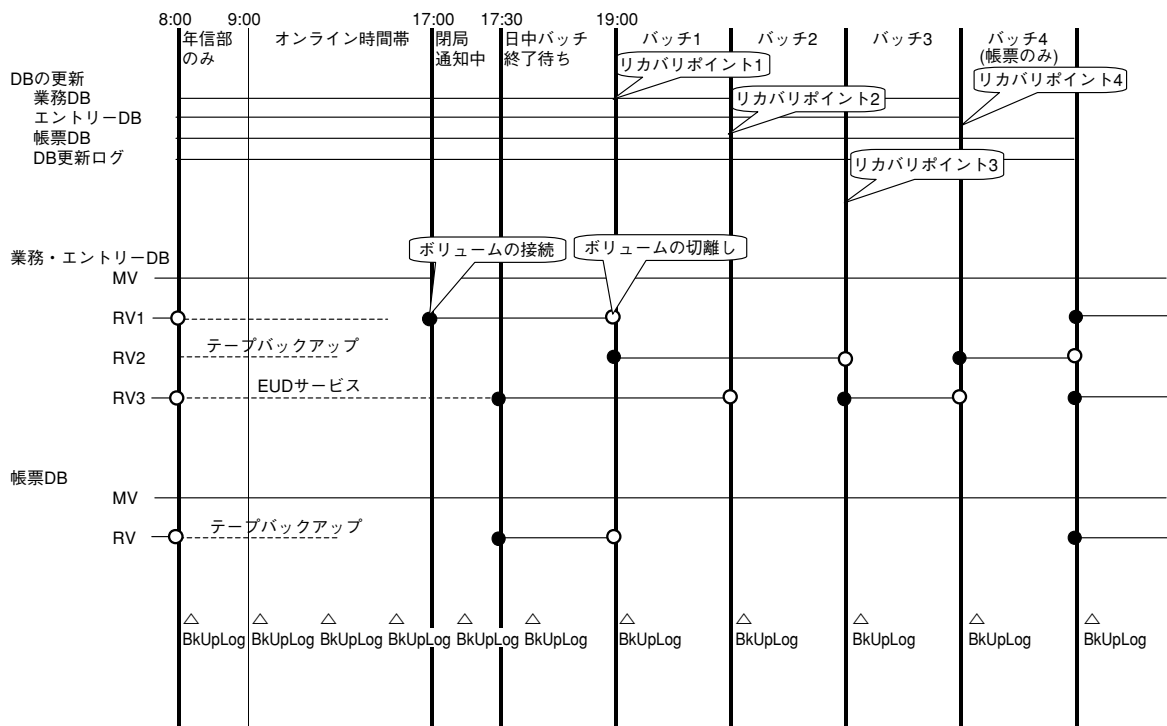 8:00 9:00 17:00 17:30 19:00
年信部 オンライン時間帯 閉局 日中バッチ バッチ1 バッチ2 バッチ3 バッチ4
のみ 通知中 終了待ち (帳票のみ)
リカバリポイント1
リカバリポイント4
DBの更新
業務DB
リカバリポイント2
エントリーDB
帳票DB
DB更新ログ
リカバリポイント3
ボリュームの接続 ボリュームの切離し
業務・エントリーDB
MV
RV1
テープバックアップ
RV2
EUDサービス
RV3
帳票DB
MV
テープバックアップ
RV
△ △ △ △ △ △ △ △ △ △ △
BkUpLog BkUpLog BkUpLog BkUpLog BkUpLog BkUpLog BkUpLog BkUpLog BkUpLog BkUpLog BkUpLog